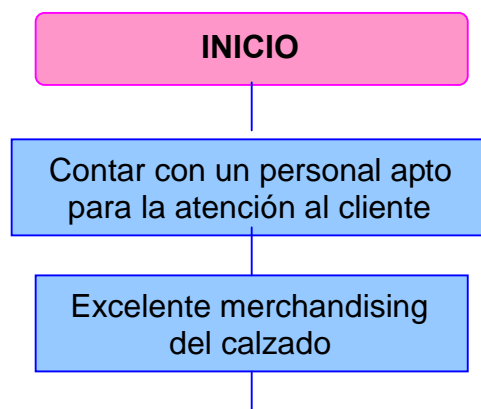 INICIO
Contar con un personal apto
para la atención al cliente
Excelente merchandising
del calzado